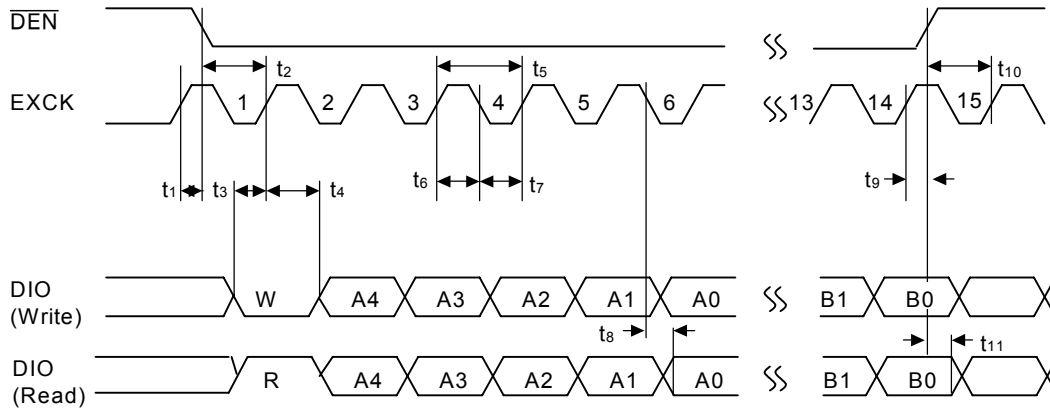 DEN
t2 t5 t10
EXCK 1 2 3 4 5 6 13 14 15
t1 t3 t4 t6 t7 t9
DIO
(Write)
W A4 A3 A2 A1 A0 B1 B0
t8 t11
DIO
(Read)
R A4 A3 A2 A1 A0 B1 B0